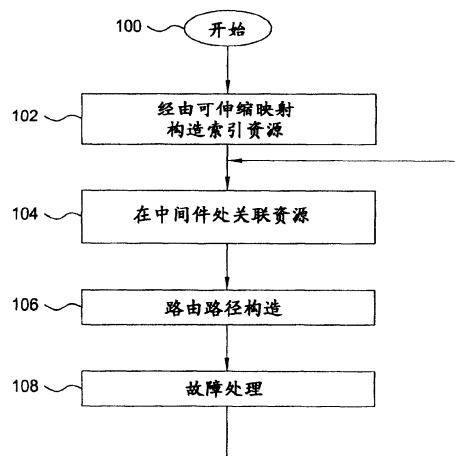 100
开始
102
经由可伸缩映射
构造索引资源
104
在中间件处关联资源
106
路由路径构造
108
故障处理